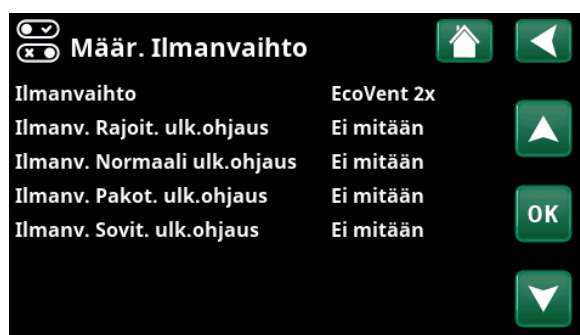 Määr. Ilmanvaihto
Ilmanvaihto EcoVent 2x
Ilmanv. Rajoit. ulk.ohjaus Ei mitään
Ilmanv. Normaali ulk.ohjaus Ei mitään
Ilmanv. Pakot. ulk.ohjaus Ei mitään
Ilmanv. Sovit. ulk.ohjaus Ei mitään
OK